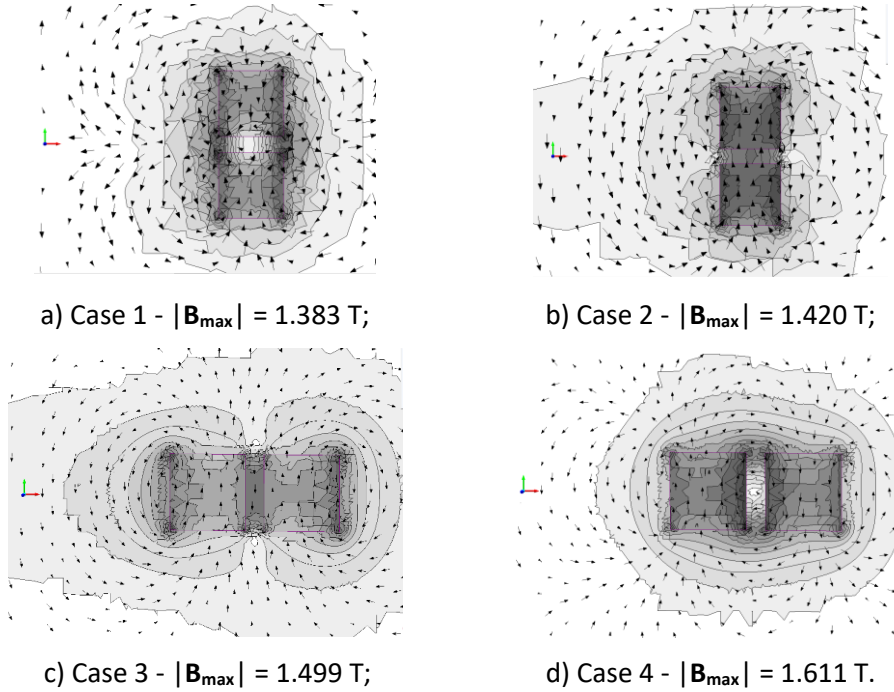 a) Case 1 - |Bmax| = 1.383 T;
b) Case 2 - |Bmax| = 1.420 T;
c) Case 3 - |Bmax| = 1.499 T;
d) Case 4 - |Bmax| = 1.611 T.